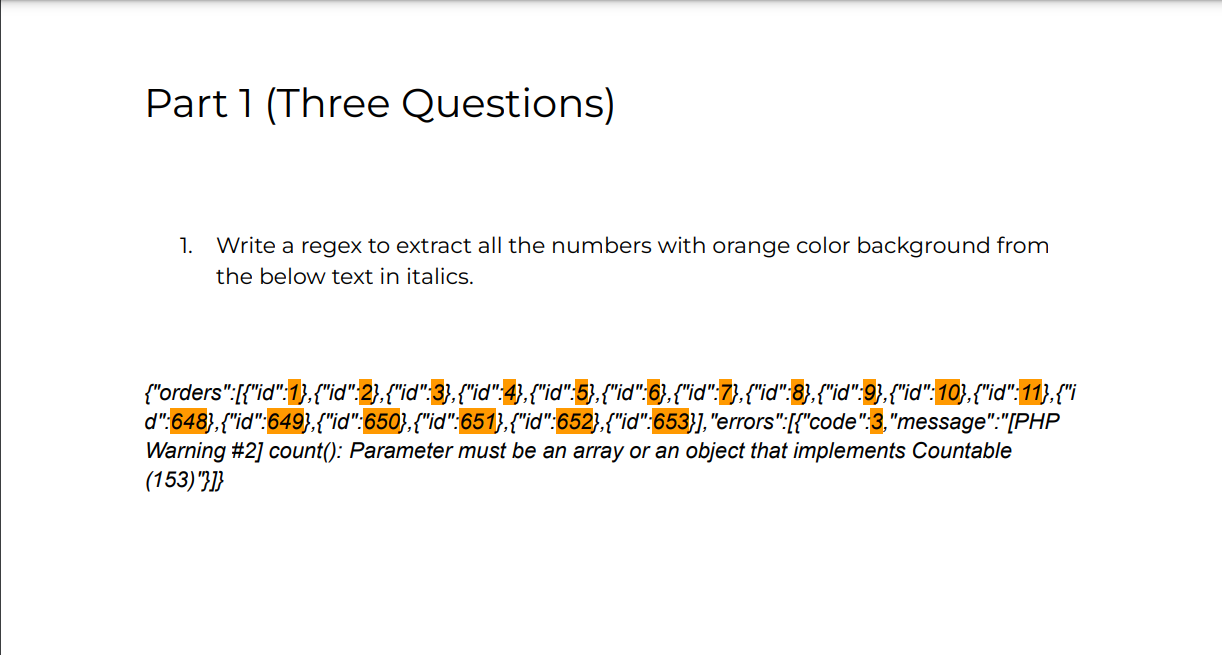 Part 1 (Three Questions)
1. Write a regex to extract all the numbers with orange color background from
the below text in italics.
{"orders":[{"id":1},{"id":2},{"id":3},{"id":4},{"id":5},{"id":6},{"id":7},{"id":8},{"id":9},{"id":10},{"id":11},{"i
d":648},{"id":649},{"id":650},{"id":651},{"id":652},{"id":653}],"errors":[{"code":3,"message":"[PHP
Warning #2] count(): Parameter must be an array or an object that implements Countable
(153)"}]}